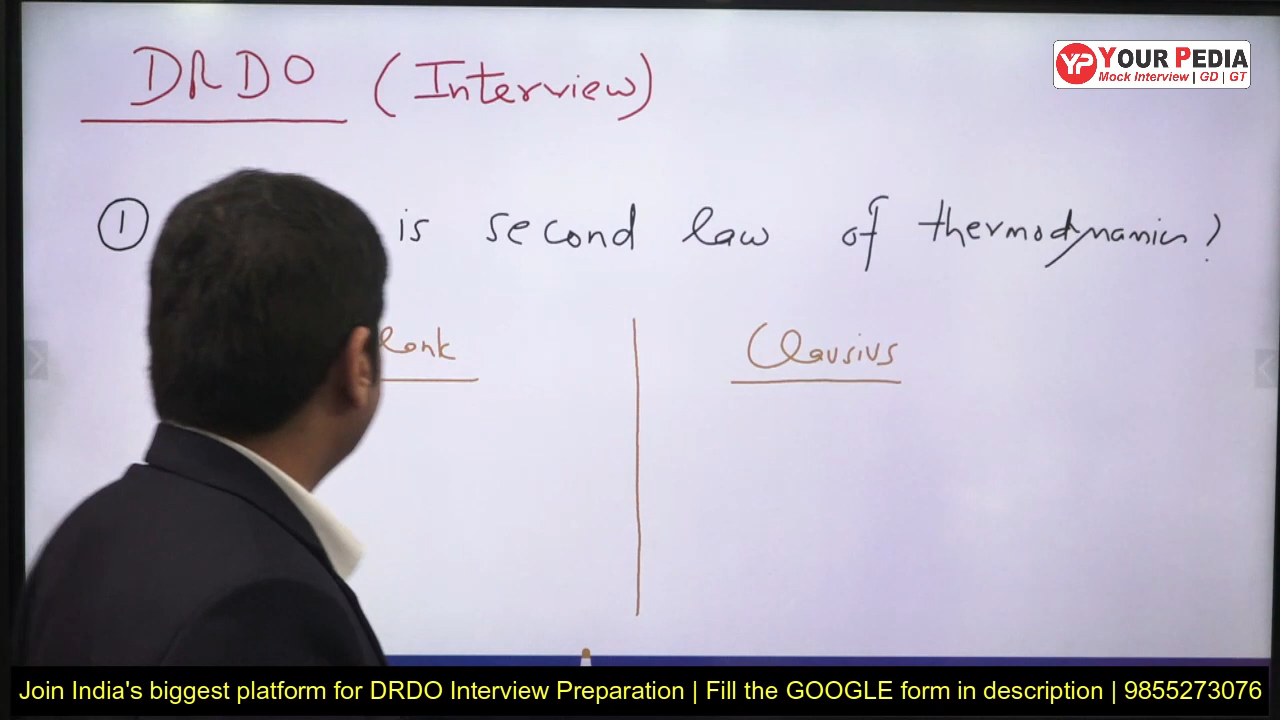 DRDO (Interview)
YP YOUR PEDIA
Mock Interview | GD | GT
① is second law of thermodynamics?
lank Clausius
Join India's biggest platform for DRDO Interview Preparation | Fill the GOOGLE form in description | 9855273076